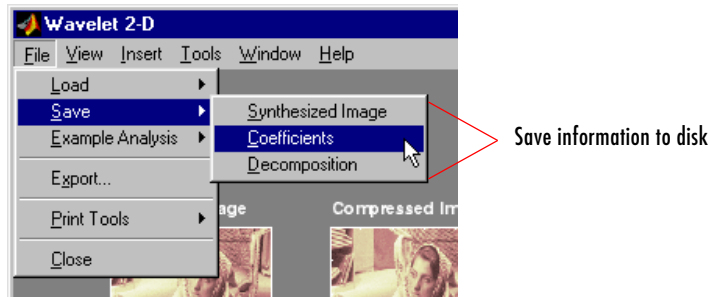 Wavelet 2-D
File View Insert Tools Window Help
Load
Save
Synthesized Image
Example Analysis
Coefficients
Save information to disk
Decomposition
Export...
Print Tools
age
Compressed Im
Close